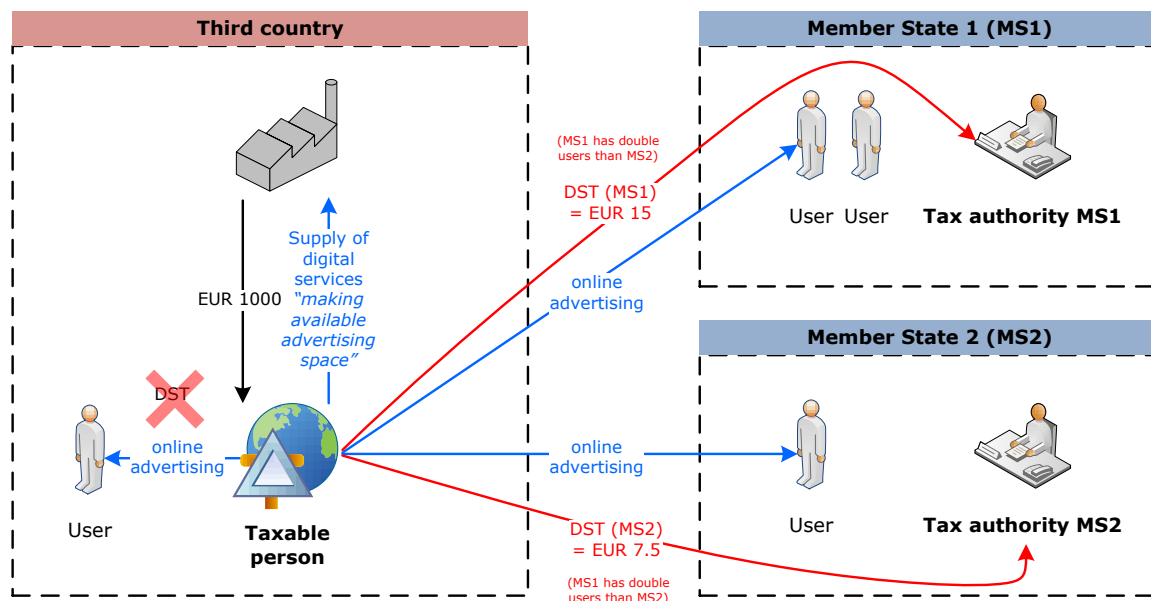 Third country
EUR 1000
Supply of
digital
services
“making
available
advertising
space”
DST
online
advertising
User
Taxable
person
(MS1 has double
users than MS2)
DST (MS1)
= EUR 15
online
advertising
online
advertising
DST (MS2)
= EUR 7.5
(MS1 has double
users than MS2)
Member State 1 (MS1)
User User
Tax authority MS1
Member State 2 (MS2)
User
Tax authority MS2